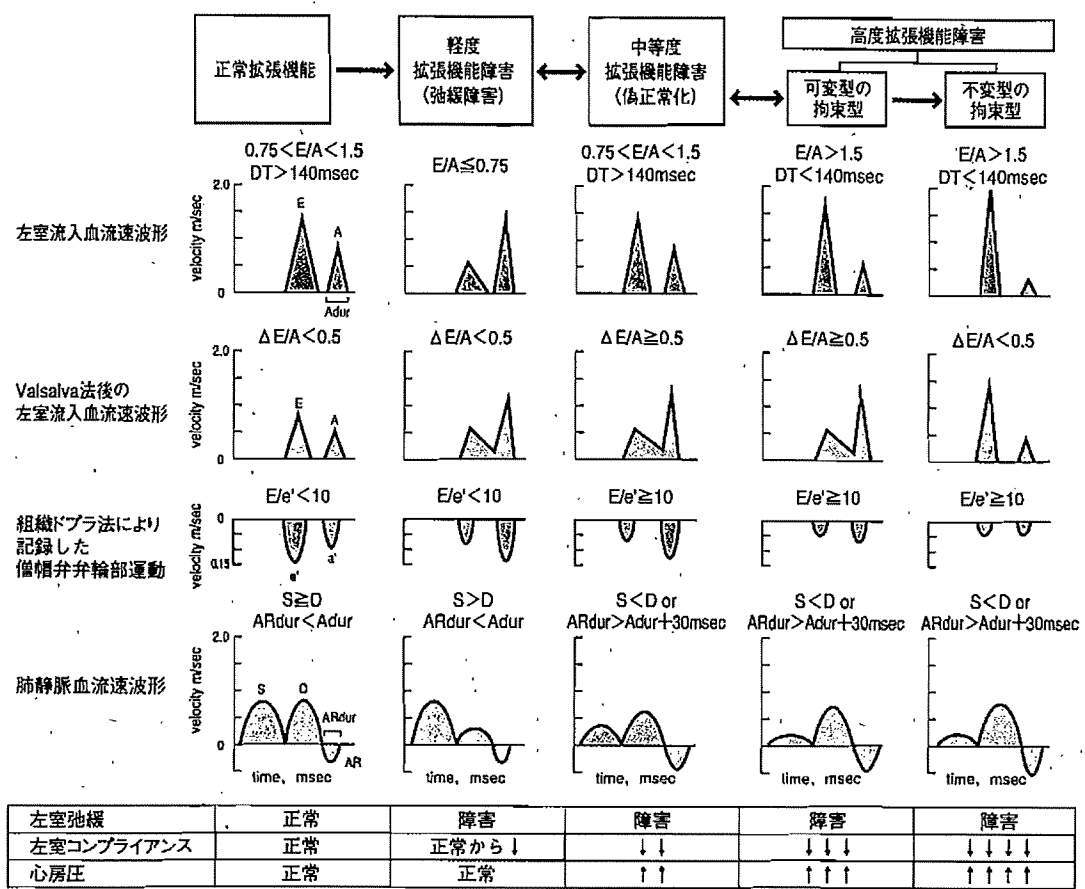 正常拡張機能
軽度
拡張機能障害
(弛緩障害)
中等度
拡張機能障害
(偽正常化)
高度拡張機能障害
可変型の
拘束型
不変型の
拘束型
左室流入血流速波形
0.75<E/A<1.5
DT>140msec
E/A≦0.75
0.75<E/A<1.5
DT>140msec
E/A>1.5
DT<140msec
E/A>1.5
DT<140msec
velocity m/sec
2.0
0
E
A
Adur
Valsalva法後の
左室流入血流速波形
ΔE/A<0.5
ΔE/A<0.5
ΔE/A≧0.5
ΔE/A≧0.5
ΔE/A<0.5
velocity m/sec
2.0
0
E
A
組織ドプラ法により
記録した
僧帽弁弁輪部運動
E/e'<10
E/e'<10
E/e'≧10
E/e'≧10
E/e'≧10
velocity m/sec
0
0.15
e'
a'
肺静脈血流速波形
S≧D
ARdur<Adur
S>D
ARdur<Adur
S<D or
ARdur>Adur+30msec
S<D or
ARdur>Adur+30msec
S<D or
ARdur>Adur+30msec
velocity m/sec
2.0
0
S
D
ARdur
AR
time, msec
time, msec
time, msec
time, msec
time, msec
左室弛緩 正常 障害 障害 障害 障害
左室コンプライアンス 正常 正常から↓ ↓↓ ↓↓↓ ↓↓↓↓
心房圧 正常 正常 ↑↑ ↑↑↑ ↑↑↑↑